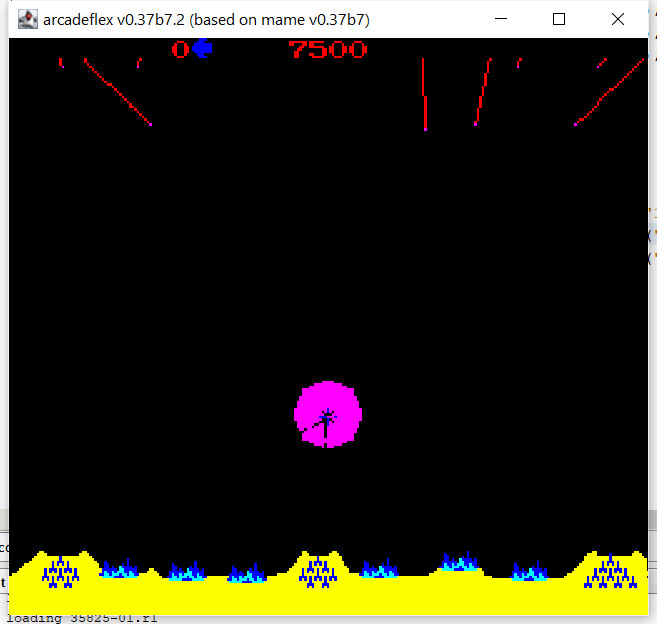 arcadeflex v0.37b7.2 (based on mame v0.37b7)
0 7500
loading 35825-01.r1